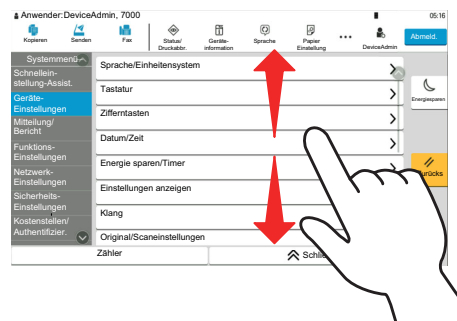 Anwender:DeviceAdmin, 7000
05:16
Kopieren
Senden
Fax
Status/
Druckabbr.
Geräte-
information
Sprache
Papier
Einstellung
DeviceAdmin
Abmeld.
Systemmenü
Schnellein-
stellung-Assist.
Geräte-
Einstellungen
Mitteilung/
Bericht
Funktions-
Einstellungen
Netzwerk-
Einstellungen
Sicherheits-
Einstellungen
Kostenstellen/
Authentifizier.
Sprache/Einheitensystem
Tastatur
Zifferntasten
Datum/Zeit
Energie sparen/Timer
Einstellungen anzeigen
Klang
Original/Scaneinstellungen
Energiesparen
Zähler